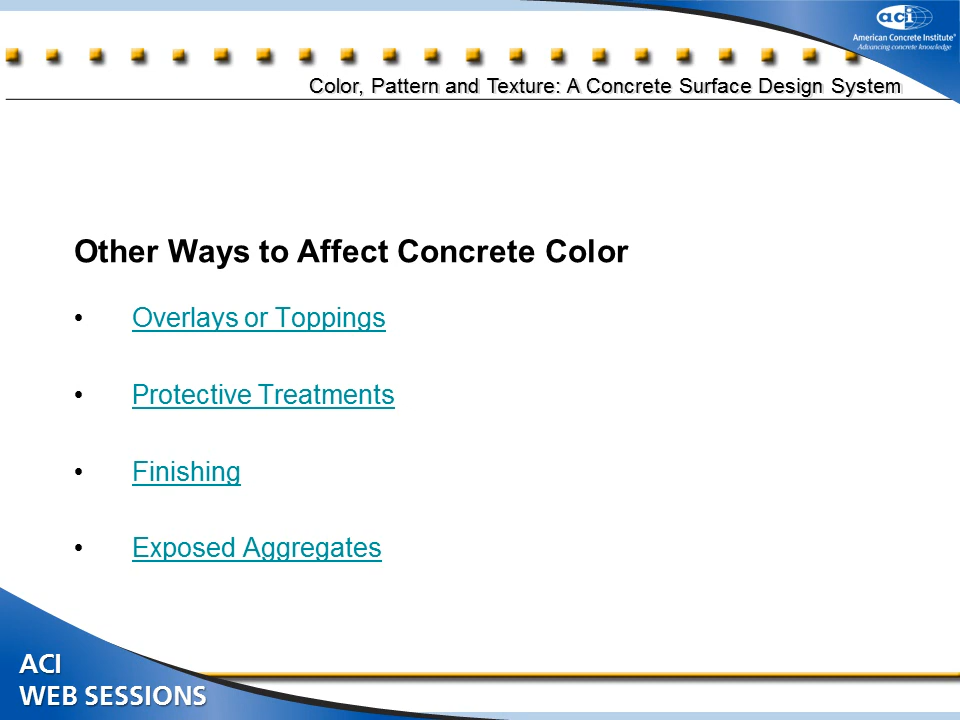 aci
American Concrete Institute®
Advancing concrete knowledge
Color, Pattern and Texture: A Concrete Surface Design System
Other Ways to Affect Concrete Color
• Overlays or Toppings
• Protective Treatments
• Finishing
• Exposed Aggregates
ACI
WEB SESSIONS